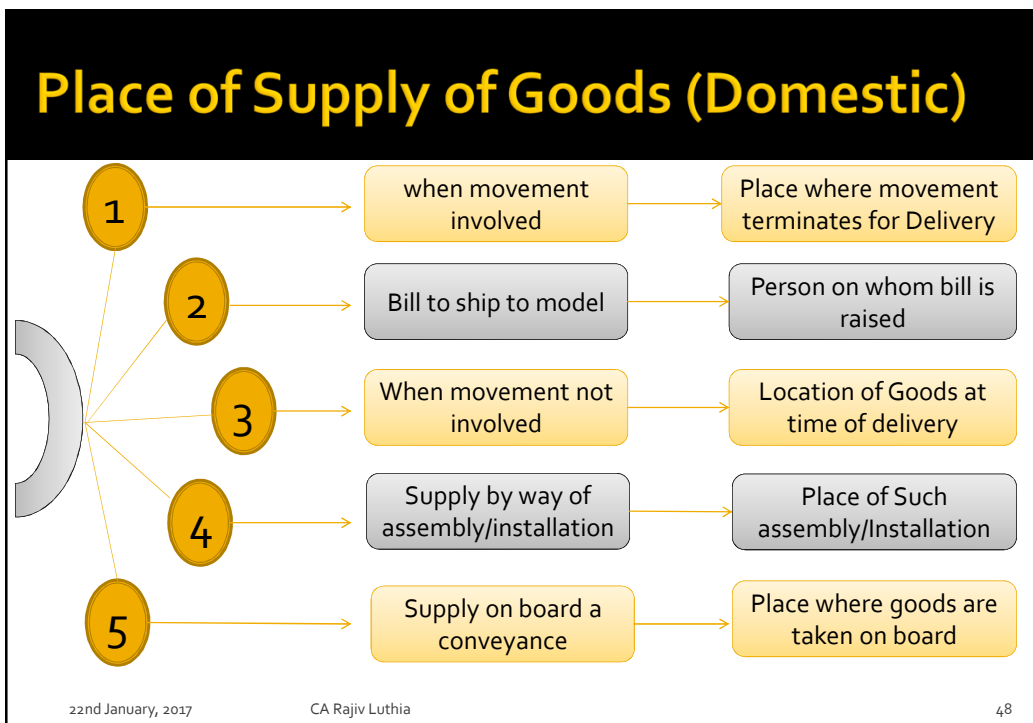 Place of Supply of Goods (Domestic)
1
when movement
involved
Place where movement
terminates for Delivery
2
Bill to ship to model
Person on whom bill is
raised
3
When movement not
involved
Location of Goods at
time of delivery
4
Supply by way of
assembly/installation
Place of Such
assembly/Installation
5
Supply on board a
conveyance
Place where goods are
taken on board
22nd January, 2017 CA Rajiv Luthia 48